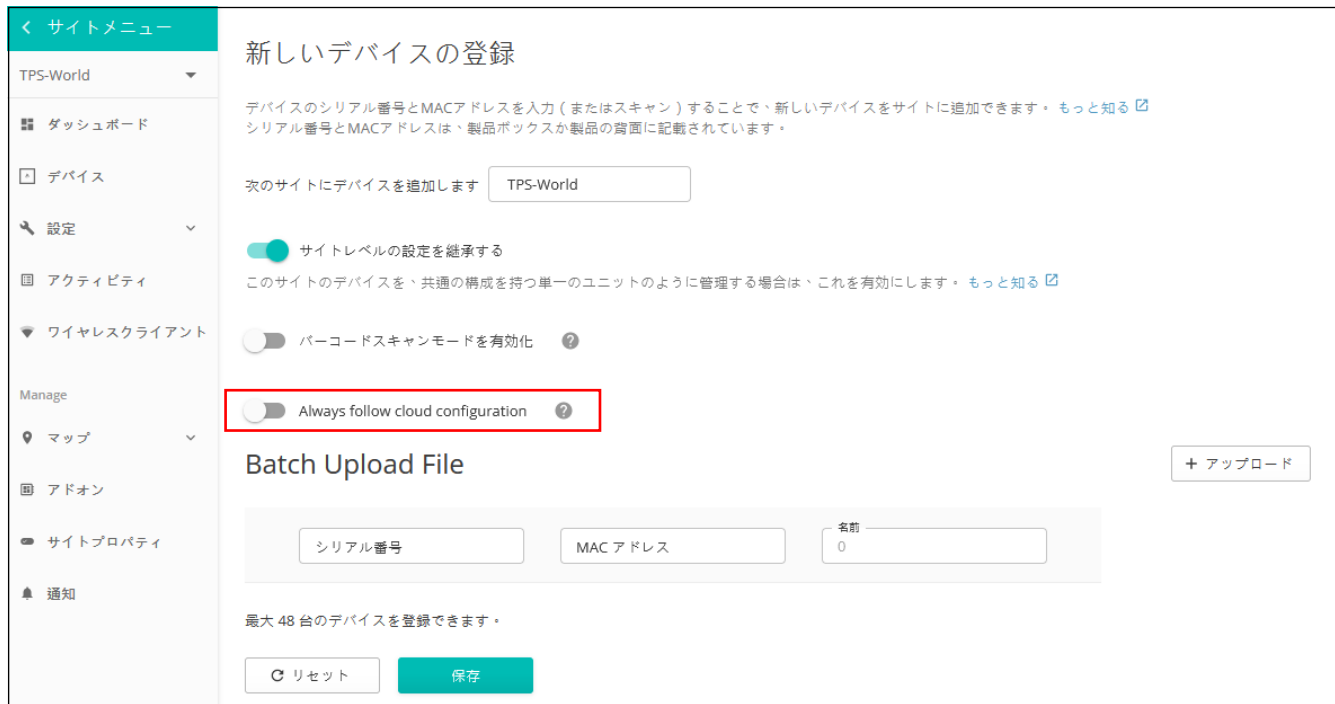 サイトメニュー
TPS-World
ダッシュボード
デバイス
設定
アクティビティ
ワイヤレスクライアント
Manage
マップ
アドオン
サイトプロパティ
通知
新しいデバイスの登録
デバイスのシリアル番号とMACアドレスを入力 ( またはスキャン ) することで、新しいデバイスをサイトに追加できます。 もっと知る
シリアル番号とMACアドレスは、製品ボックスか製品の背面に記載されています。
次のサイトにデバイスを追加します TPS-World
サイトレベルの設定を継承する
このサイトのデバイスを、共通の構成を持つ単一のユニットのように管理する場合は、これを有効にします。 もっと知る
バーコードスキャンモードを有効化 ?
Always follow cloud configuration ?
Batch Upload File
+ アップロード
シリアル番号
MAC アドレス
名前
0
最大 48 台のデバイスを登録できます。
リセット
保存